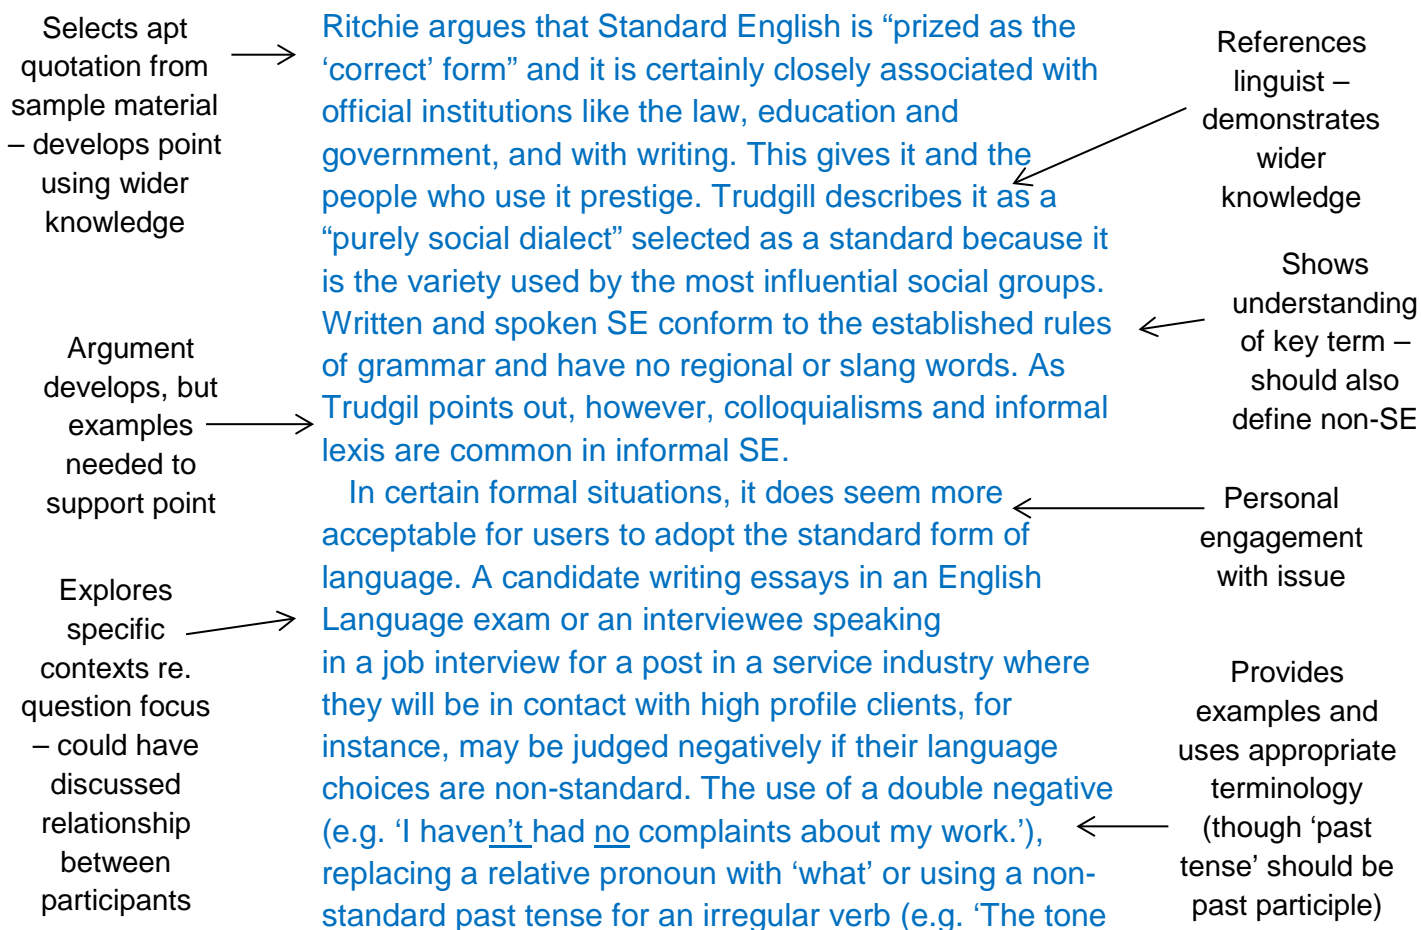 Selects apt
quotation from
sample material
– develops point
using wider
knowledge
Argument
develops, but
examples
needed to
support point
Explores
specific
contexts re.
question focus
– could have
discussed
relationship
between
participants
Ritchie argues that Standard English is “prized as the
‘correct’ form” and it is certainly closely associated with
official institutions like the law, education and
government, and with writing. This gives it and the
people who use it prestige. Trudgill describes it as a
“purely social dialect” selected as a standard because it
is the variety used by the most influential social groups.
Written and spoken SE conform to the established rules
of grammar and have no regional or slang words. As
Trudgil points out, however, colloquialisms and informal
lexis are common in informal SE.
In certain formal situations, it does seem more
acceptable for users to adopt the standard form of
language. A candidate writing essays in an English
Language exam or an interviewee speaking
in a job interview for a post in a service industry where
they will be in contact with high profile clients, for
instance, may be judged negatively if their language
choices are non-standard. The use of a double negative
(e.g. ‘I haven’t had no complaints about my work.’),
replacing a relative pronoun with ‘what’ or using a non-
standard past tense for an irregular verb (e.g. ‘The tone
References
linguist –
demonstrates
wider
knowledge
Shows
understanding
of key term –
should also
define non-SE
Personal
engagement
with issue
Provides
examples and
uses appropriate
terminology
(though ‘past
tense’ should be
past participle)